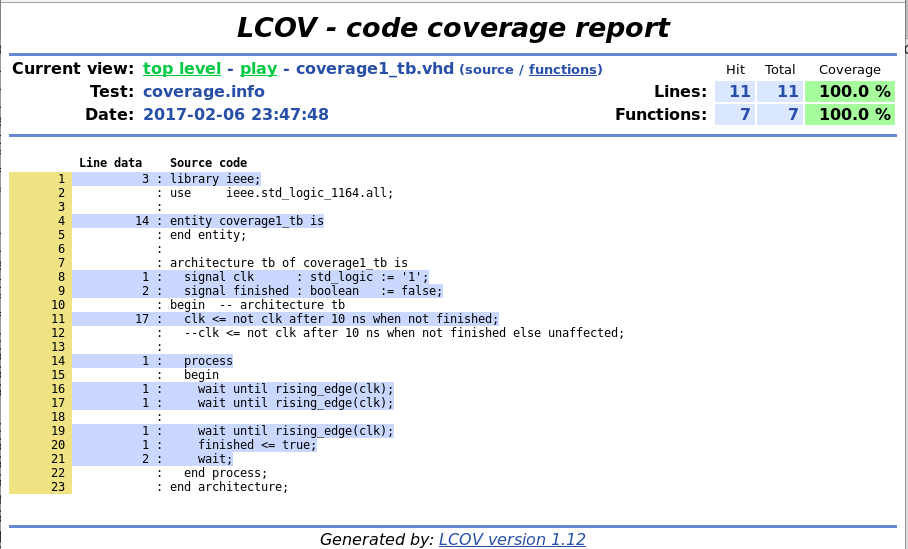 LCOV - code coverage report
Current view: top level - play - coverage1_tb.vhd (source / functions) Hit Total Coverage
Test: coverage.info Lines: 11 11 100.0 %
Date: 2017-02-06 23:47:48 Functions: 7 7 100.0 %
Line data Source code
1 3 : library ieee;
2 : use     ieee.std_logic_1164.all;
3 :
4 14 : entity coverage1_tb is
5 : end entity;
6 :
7 : architecture tb of coverage1_tb is
8 1 :   signal clk      : std_logic := '1';
9 2 :   signal finished : boolean   := false;
10 : begin  -- architecture tb
11 17 :   clk <= not clk after 10 ns when not finished;
12 :   --clk <= not clk after 10 ns when not finished else unaffected;
13 :
14 1 :   process
15 :   begin
16 1 :     wait until rising_edge(clk);
17 1 :     wait until rising_edge(clk);
18 :
19 1 :     wait until rising_edge(clk);
20 1 :     finished <= true;
21 2 :     wait;
22 :   end process;
23 : end architecture;
Generated by: LCOV version 1.12